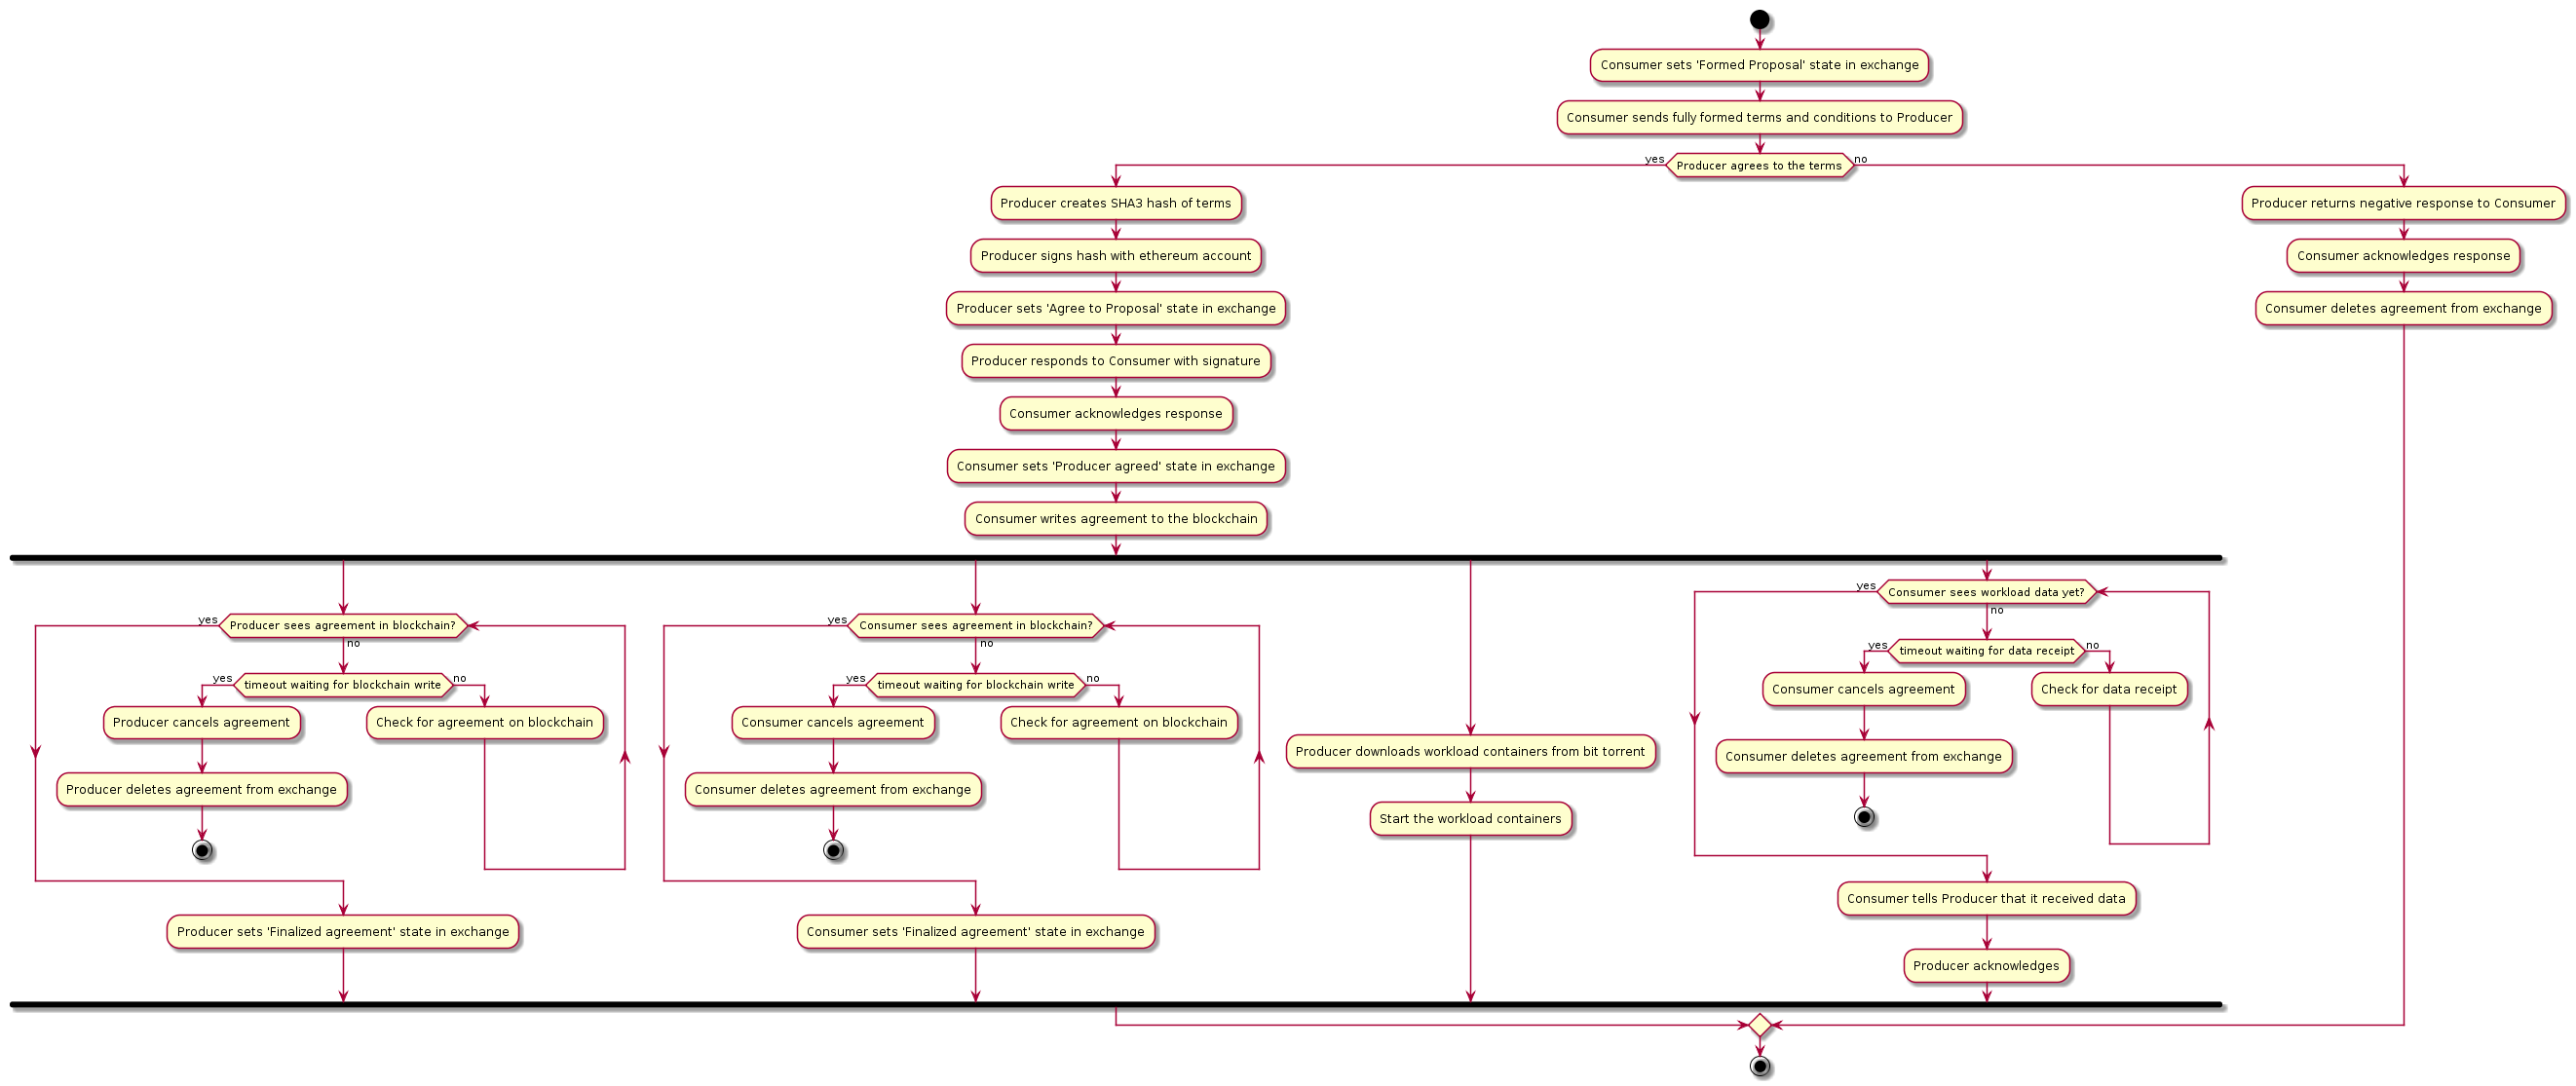 Consumer sets 'Formed Proposal' state in exchange
Consumer sends fully formed terms and conditions to Producer
yes
Producer agrees to the terms
no
Producer creates SHA3 hash of terms
Producer signs hash with ethereum account
Producer sets 'Agree to Proposal' state in exchange
Producer responds to Consumer with signature
Consumer acknowledges response
Consumer sets 'Producer agreed' state in exchange
Consumer writes agreement to the blockchain
Producer returns negative response to Consumer
Consumer acknowledges response
Consumer deletes agreement from exchange
yes
Producer sees agreement in blockchain?
no
yes
timeout waiting for blockchain write
no
Producer cancels agreement
Producer deletes agreement from exchange
Check for agreement on blockchain
Producer sets 'Finalized agreement' state in exchange
yes
Consumer sees agreement in blockchain?
no
yes
timeout waiting for blockchain write
no
Consumer cancels agreement
Consumer deletes agreement from exchange
Check for agreement on blockchain
Consumer sets 'Finalized agreement' state in exchange
Producer downloads workload containers from bit torrent
Start the workload containers
yes
Consumer sees workload data yet?
no
yes
timeout waiting for data receipt
no
Consumer cancels agreement
Consumer deletes agreement from exchange
Check for data receipt
Consumer tells Producer that it received data
Producer acknowledges